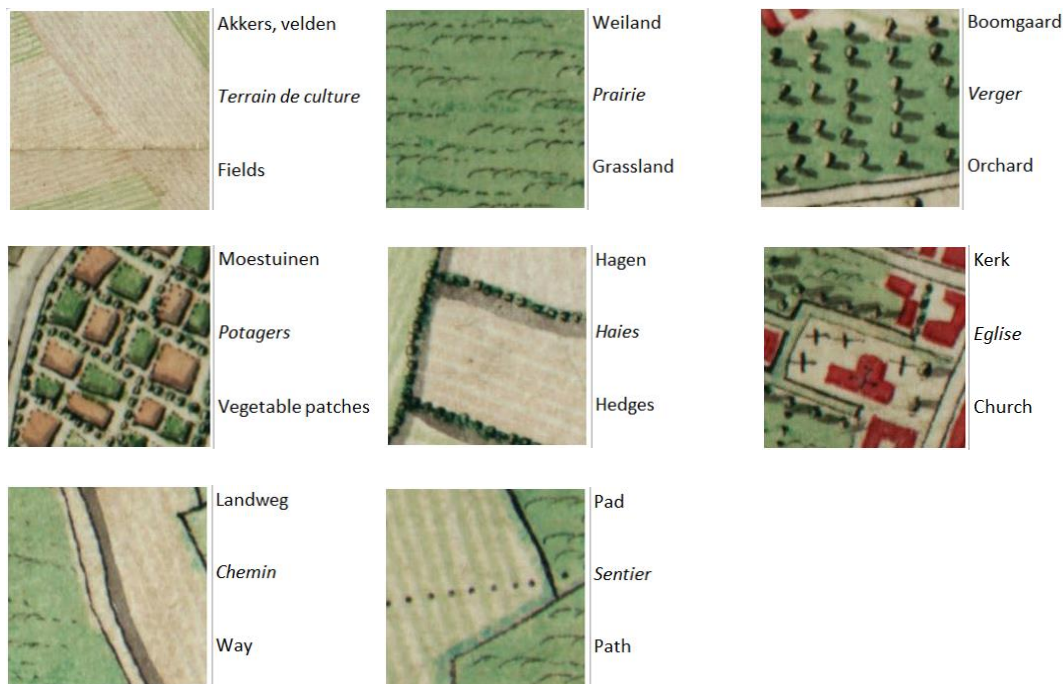 Akkers, velden
Terrain de culture
Fields
Weiland
Prairie
Grassland
Boomgaard
Verger
Orchard
Moestuinen
Potagers
Vegetable patches
Hagen
Haies
Hedges
Kerk
Eglise
Church
Landweg
Chemin
Way
Pad
Sentier
Path